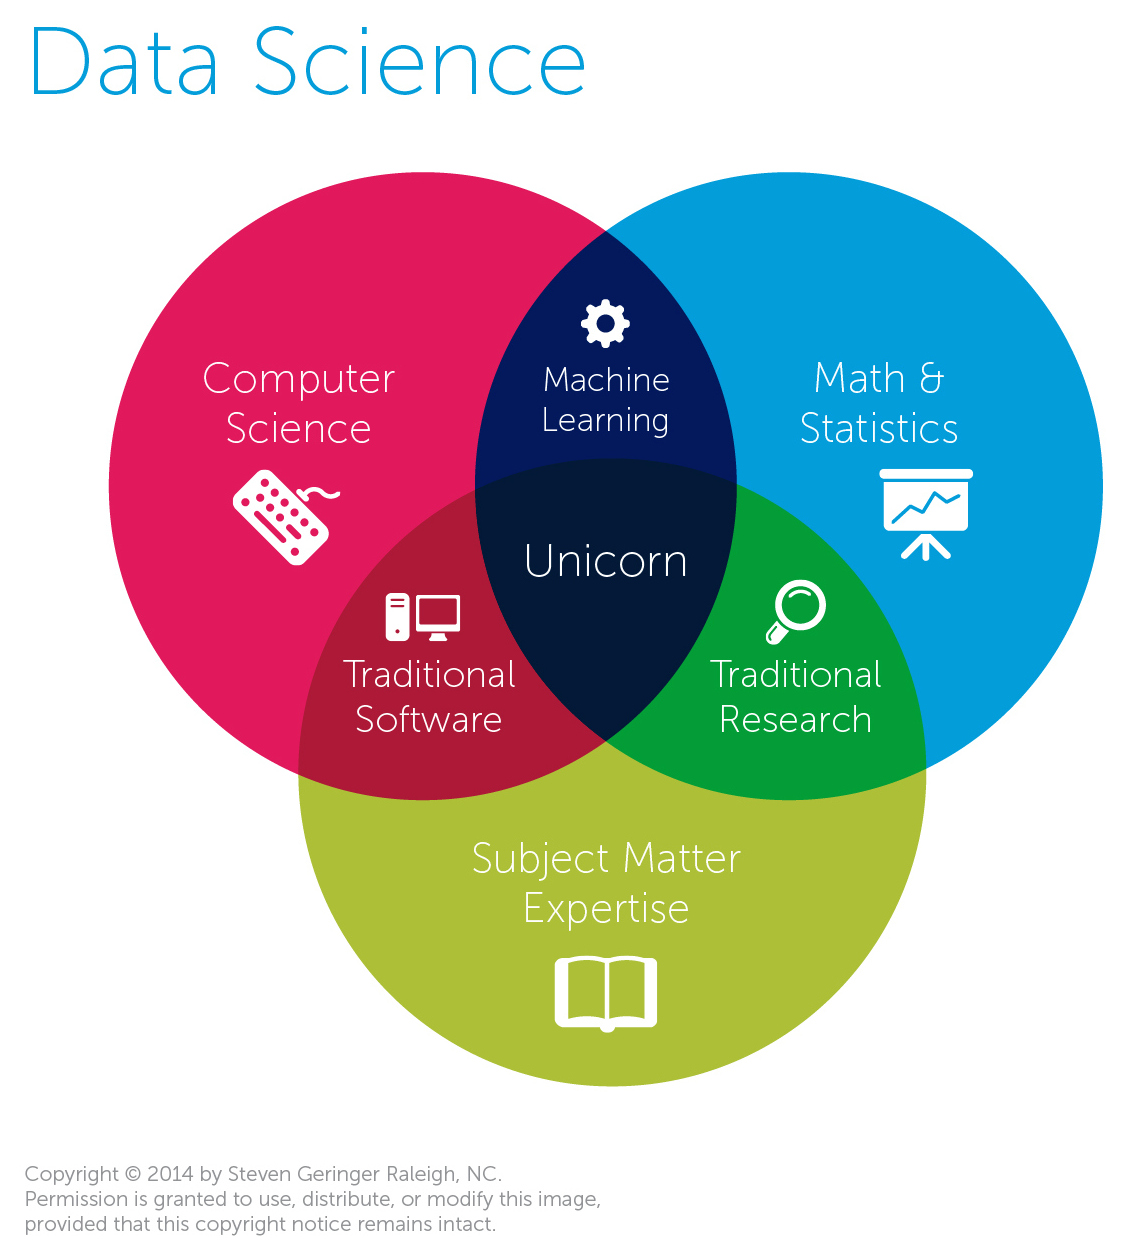 Data Science
Computer
Science
Machine
Learning
Math &
Statistics
Unicorn
Traditional
Software
Traditional
Research
Subject Matter
Expertise
Copyright © 2014 by Steven Geringer Raleigh, NC.
Permission is granted to use, distribute, or modify this image,
provided that this copyright notice remains intact.